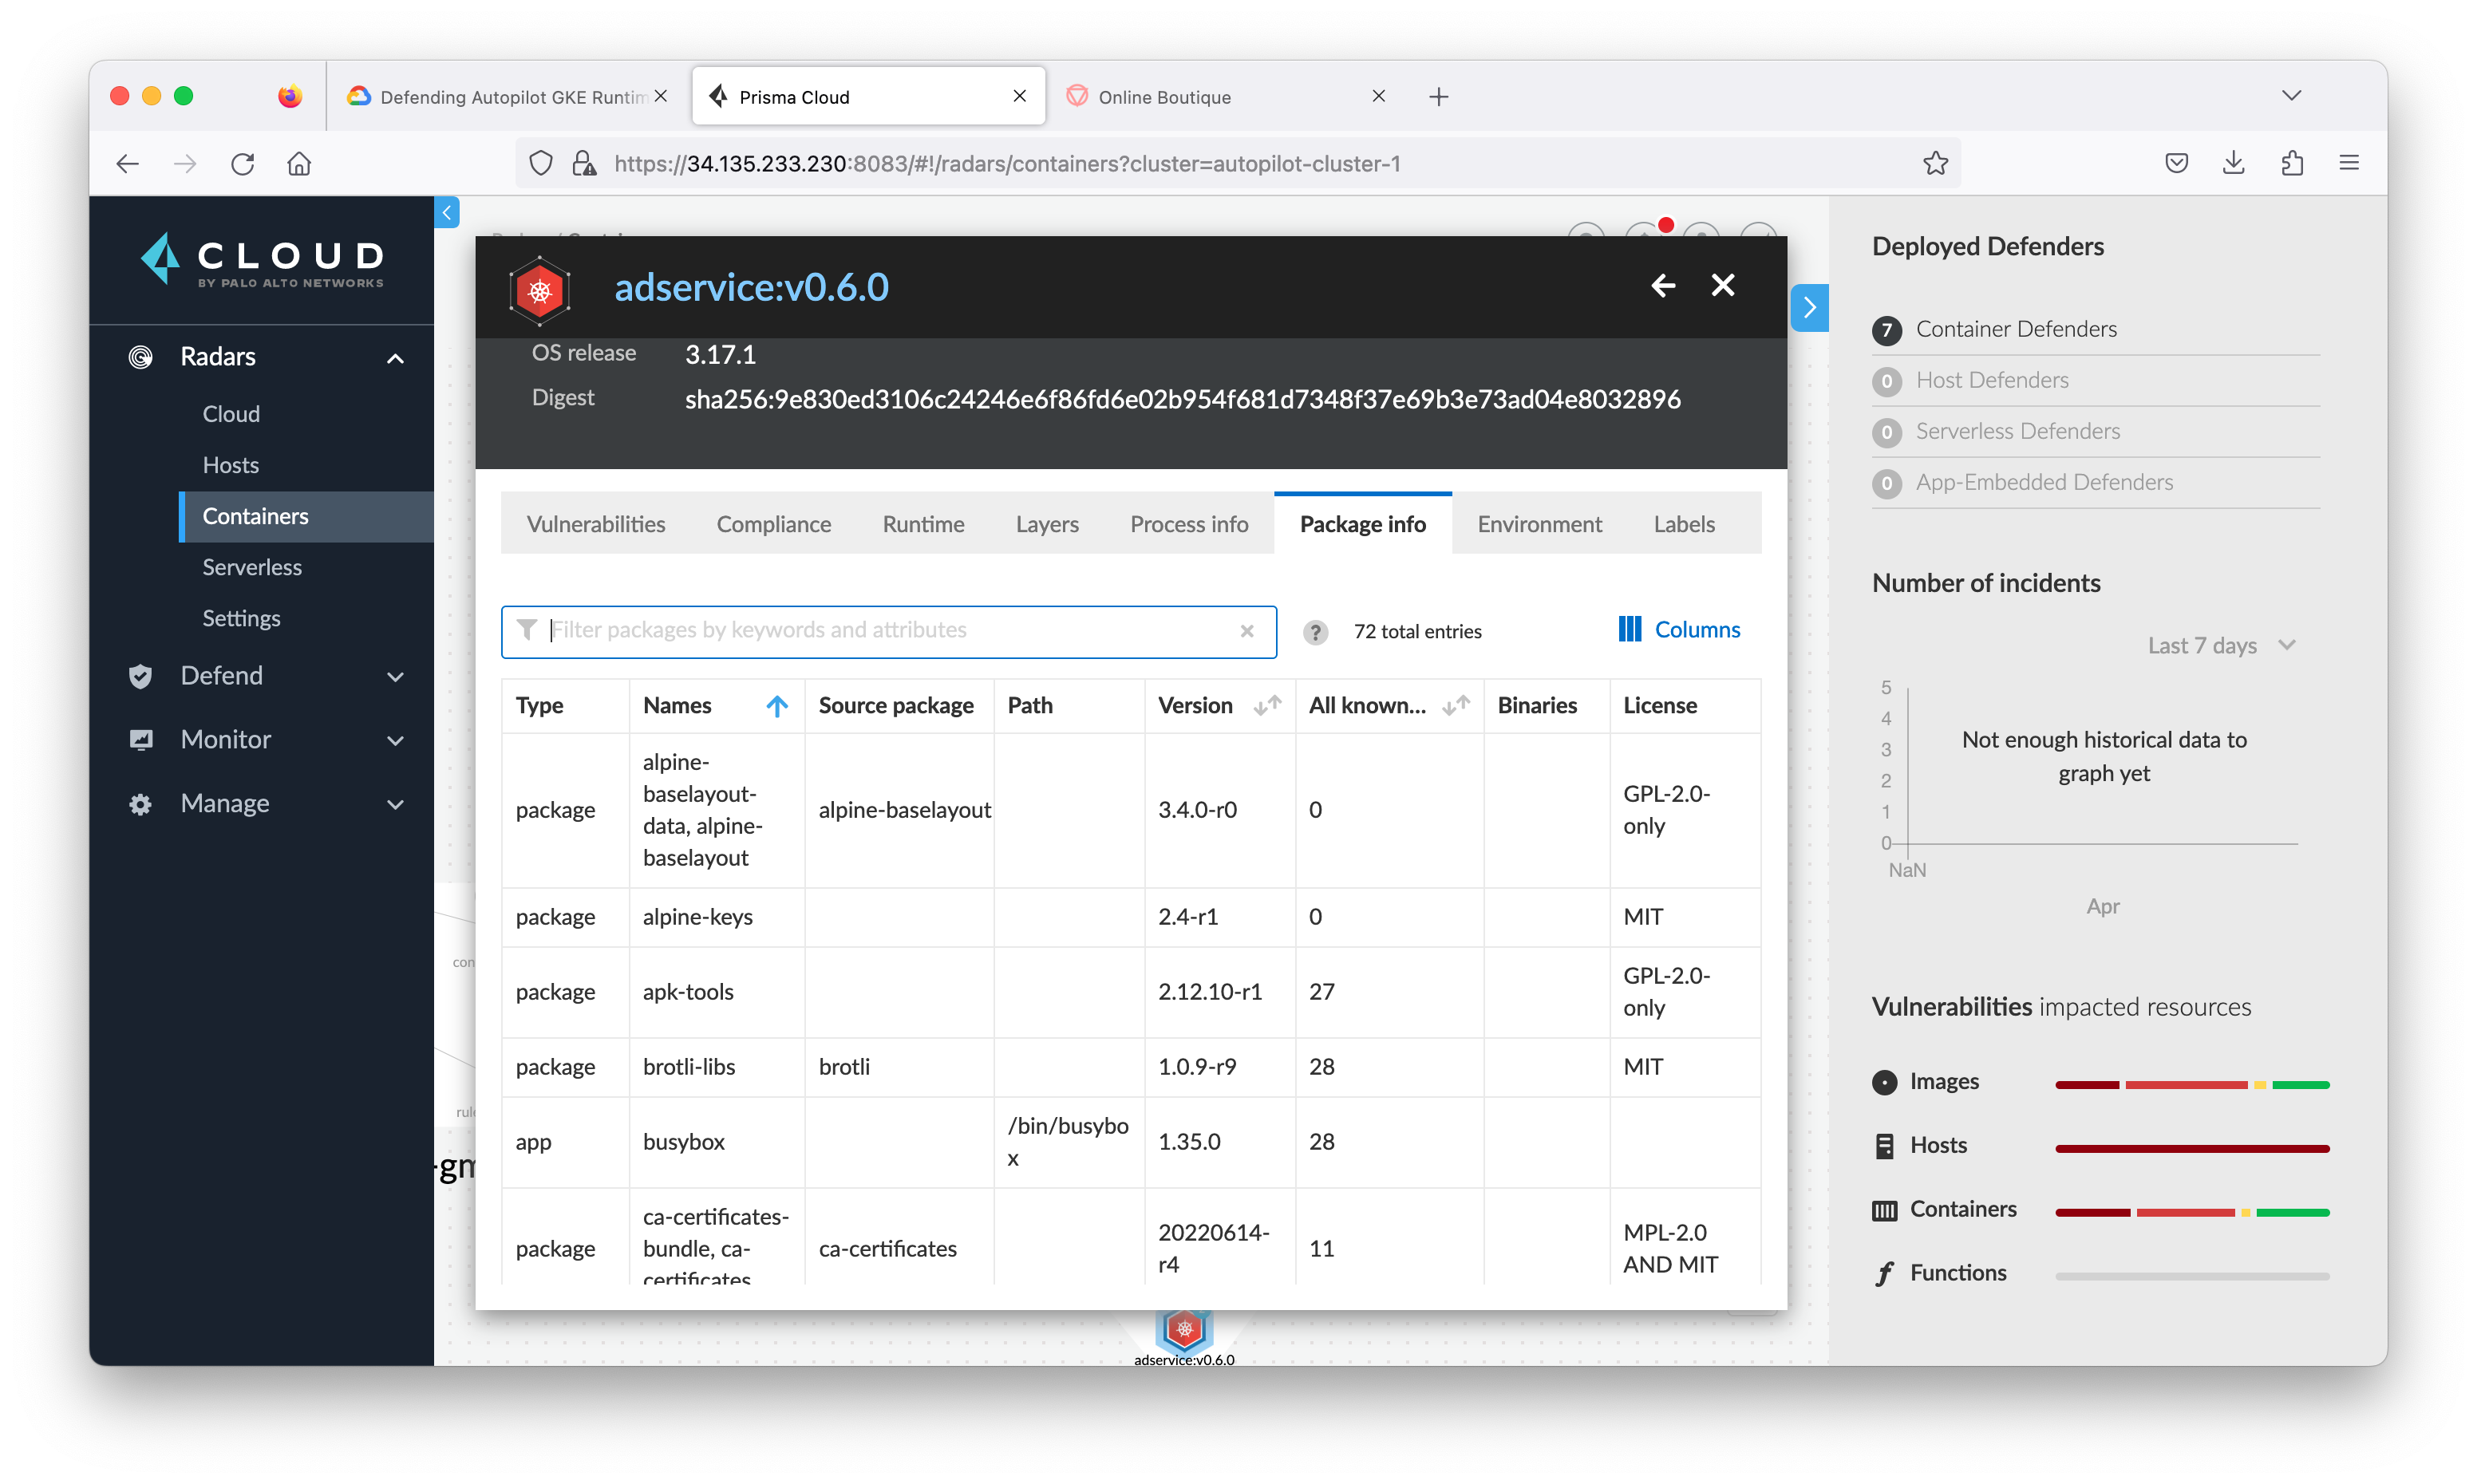 Defending Autopilot GKE Runtim
Prisma Cloud
Online Boutique
https://34.135.233.230:8083/#!/radars/containers?cluster=autopilot-cluster-1
CLOUD
BY PALO ALTO NETWORKS
Radars
Cloud
Hosts
Containers
Serverless
Settings
Defend
Monitor
Manage
adservice:v0.6.0
OS release 3.17.1
Digest sha256:9e830ed3106c24246e6f86fd6e02b954f681d7348f37e69b3e73ad04e8032896
Vulnerabilities Compliance Runtime Layers Process info Package info Environment Labels
Filter packages by keywords and attributes
? 72 total entries Columns
Type Names Source package Path Version All known... Binaries License
package alpine-baselayout-data, alpine-baselayout alpine-baselayout 3.4.0-r0 0 GPL-2.0-only
package alpine-keys 2.4-r1 0 MIT
package apk-tools 2.12.10-r1 27 GPL-2.0-only
package brotli-libs brotli 1.0.9-r9 28 MIT
app busybox /bin/busybox 1.35.0 28
package ca-certificates-bundle, ca-certificates ca-certificates 20220614-r4 11 MPL-2.0 AND MIT
con
rule
-gm
adservice:v0.6.0
Deployed Defenders
7 Container Defenders
0 Host Defenders
0 Serverless Defenders
0 App-Embedded Defenders
Number of incidents
Last 7 days
5
4
3
2
1
0
Not enough historical data to
graph yet
NaN
Apr
Vulnerabilities impacted resources
Images
Hosts
Containers
Functions